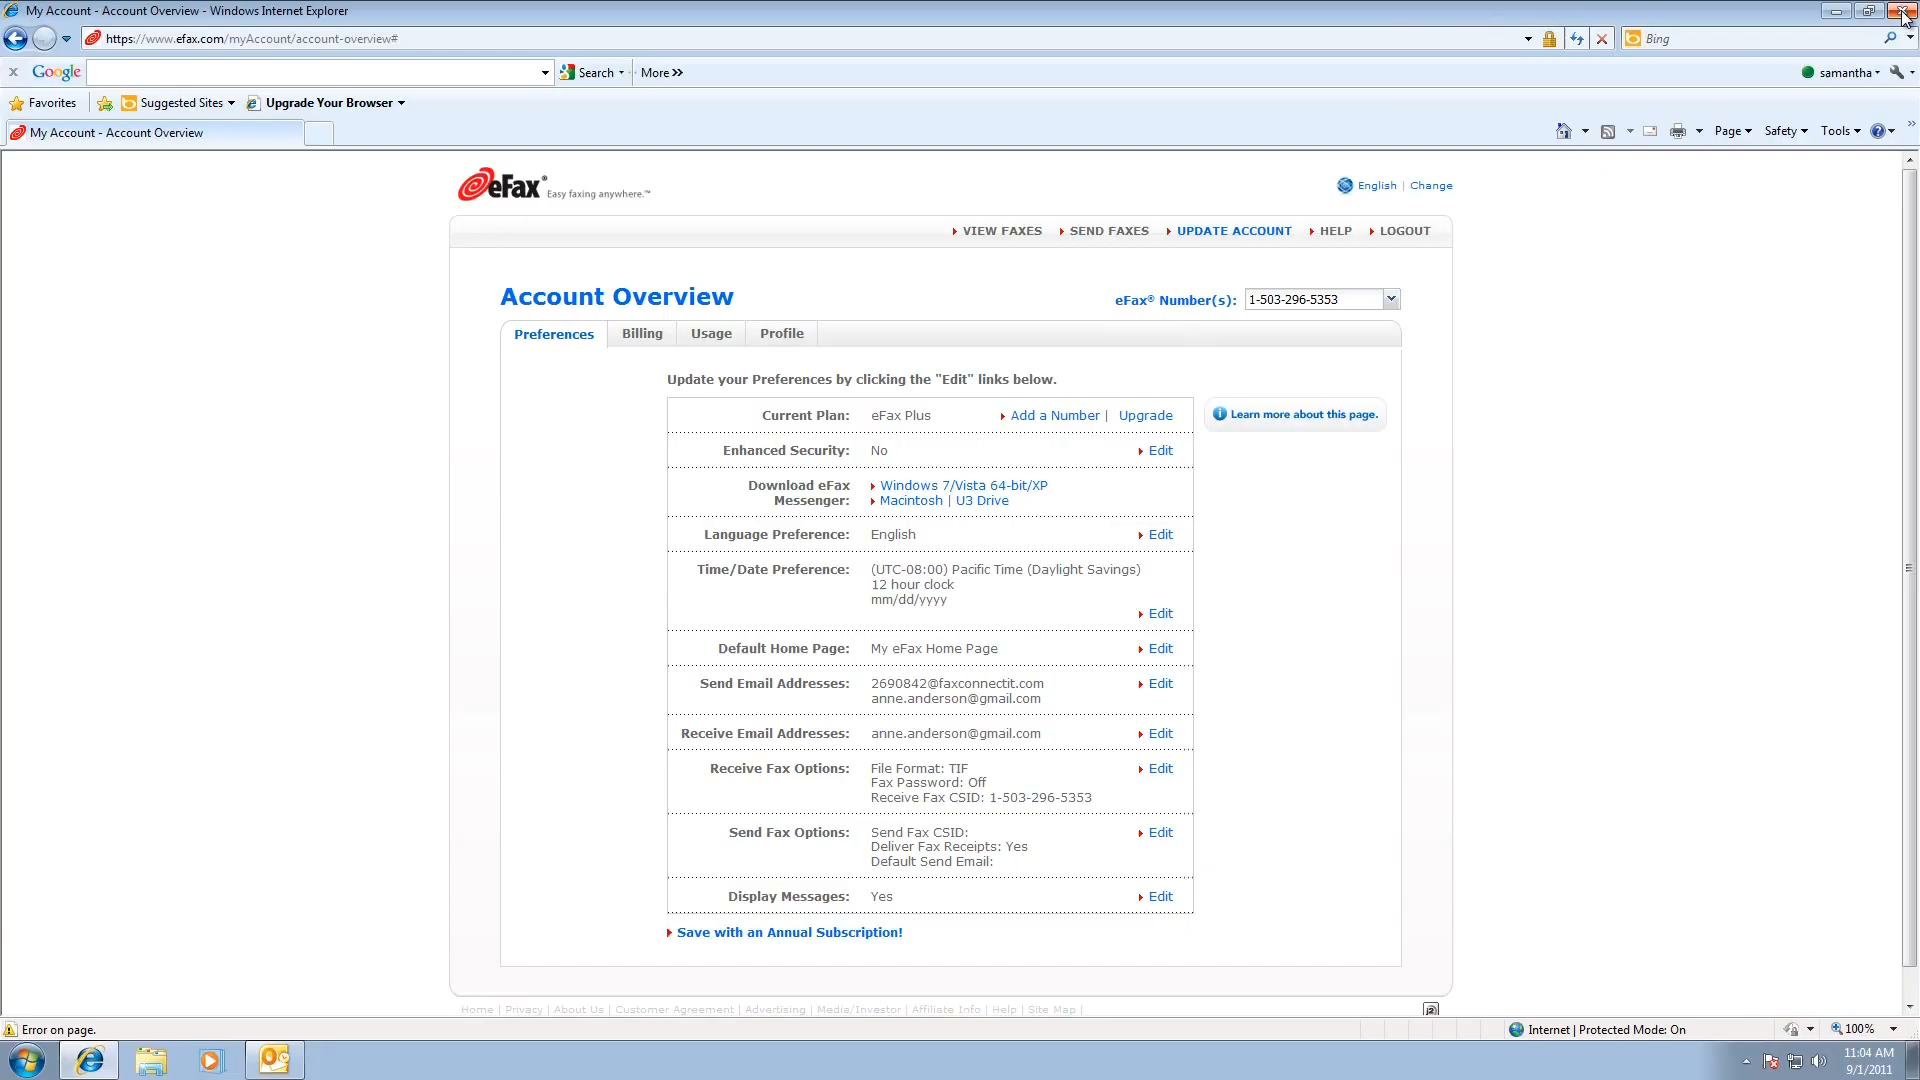 My Account - Account Overview - Windows Internet Explorer
https://www.efax.com/myAccount/account-overview#
Bing
Google
Search
More »
samantha
Favorites
Suggested Sites
Upgrade Your Browser
My Account - Account Overview
Page
Safety
Tools
eFax® Easy faxing anywhere.™
English | Change
VIEW FAXES
SEND FAXES
UPDATE ACCOUNT
HELP
LOGOUT
Account Overview
eFax® Number(s): 1-503-296-5353
Preferences
Billing
Usage
Profile
Update your Preferences by clicking the "Edit" links below.
Current Plan: eFax Plus Add a Number | Upgrade
Learn more about this page.
Enhanced Security: No Edit
Download eFax Messenger: Windows 7/Vista 64-bit/XP
Macintosh | U3 Drive
Language Preference: English Edit
Time/Date Preference: (UTC-08:00) Pacific Time (Daylight Savings)
12 hour clock
mm/dd/yyyy
Edit
Default Home Page: My eFax Home Page Edit
Send Email Addresses: 2690842@faxconnectit.com Edit
anne.anderson@gmail.com
Receive Email Addresses: anne.anderson@gmail.com Edit
Receive Fax Options: File Format: TIF Edit
Fax Password: Off
Receive Fax CSID: 1-503-296-5353
Send Fax Options: Send Fax CSID: Edit
Deliver Fax Receipts: Yes
Default Send Email:
Display Messages: Yes Edit
Save with an Annual Subscription!
Home | Privacy | About Us | Customer Agreement | Advertising | Media/Investor | Affiliate Info | Help | Site Map |
Error on page.
Internet | Protected Mode: On
100%
11:04 AM
9/1/2011